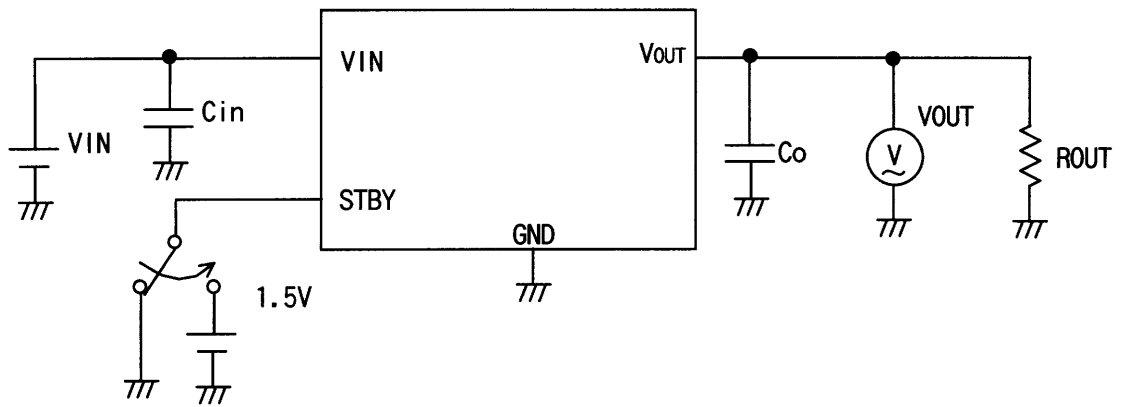 VIN
VOUT
Cin
VIN
VOUT
V
Co
ROUT
STBY
GND
1.5V